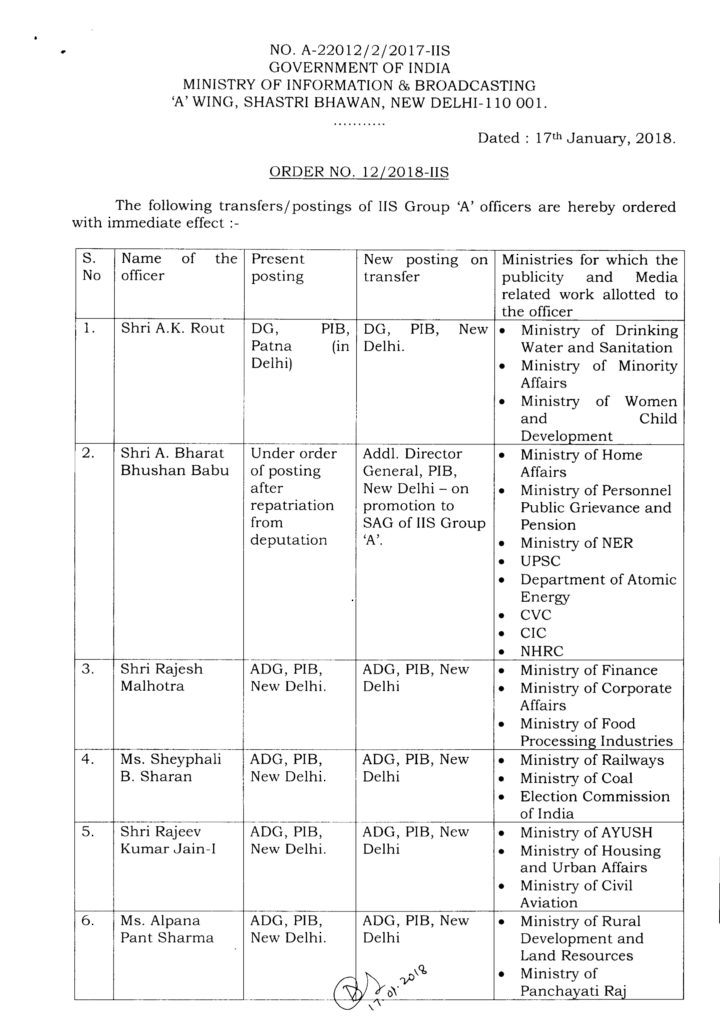 NO. A-22012/2/2017-IIS
GOVERNMENT OF INDIA
MINISTRY OF INFORMATION & BROADCASTING
'A' WING, SHASTRI BHAWAN, NEW DELHI-110 001.
...........
Dated : 17th January, 2018.
ORDER NO. 12/2018-IIS
The following transfers/postings of IIS Group 'A' officers are hereby ordered
with immediate effect :-
S. Name of the Present New posting on Ministries for which the
No officer posting transfer publicity and Media
related work allotted to
the officer
1. Shri A.K. Rout DG, PIB, DG, PIB, New • Ministry of Drinking
Patna (in Delhi. Water and Sanitation
Delhi) • Ministry of Minority
Affairs
• Ministry of Women
and Child
Development
2. Shri A. Bharat Under order Addl. Director • Ministry of Home
Bhushan Babu of posting General, PIB, Affairs
after New Delhi – on • Ministry of Personnel
repatriation promotion to Public Grievance and
from SAG of IIS Group Pension
deputation 'A'. • Ministry of NER
• UPSC
• Department of Atomic
Energy
• CVC
• CIC
• NHRC
3. Shri Rajesh ADG, PIB, ADG, PIB, New • Ministry of Finance
Malhotra New Delhi. Delhi • Ministry of Corporate
Affairs
• Ministry of Food
Processing Industries
4. Ms. Sheyphali ADG, PIB, ADG, PIB, New • Ministry of Railways
B. Sharan New Delhi. Delhi • Ministry of Coal
• Election Commission
of India
5. Shri Rajeev ADG, PIB, ADG, PIB, New • Ministry of AYUSH
Kumar Jain-I New Delhi. Delhi • Ministry of Housing
and Urban Affairs
• Ministry of Civil
Aviation
6. Ms. Alpana ADG, PIB, ADG, PIB, New • Ministry of Rural
Pant Sharma New Delhi. Delhi Development and
Land Resources
• Ministry of
Panchayati Raj
17.01.2018